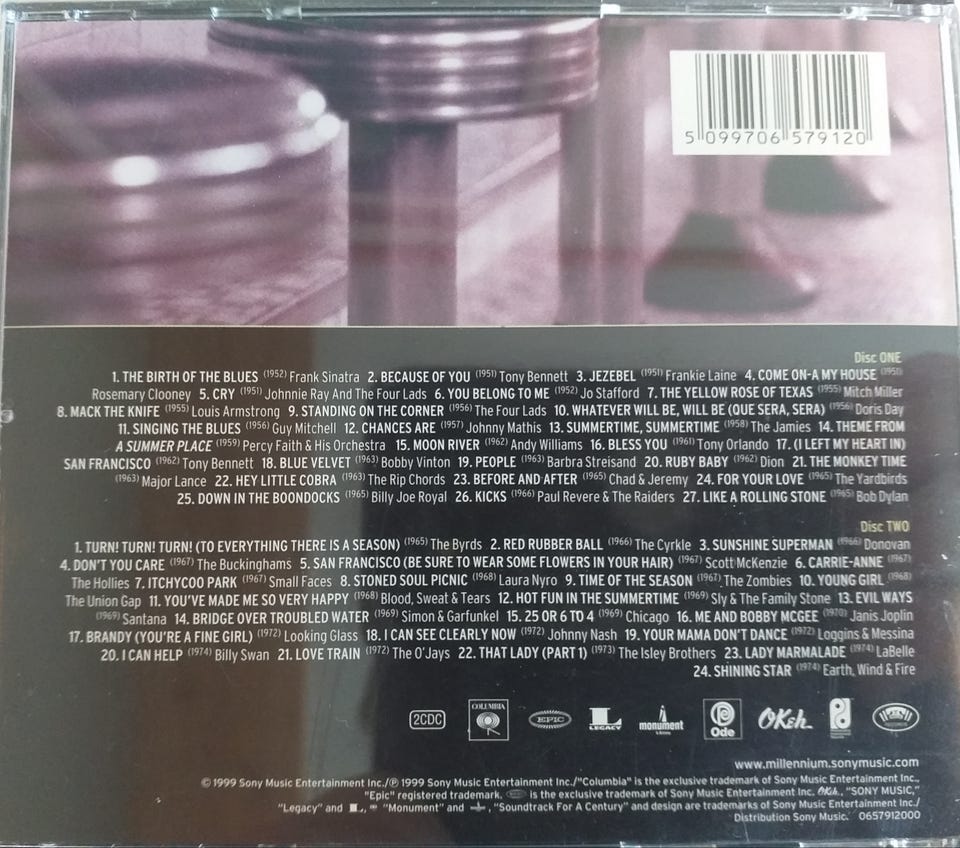 5 099706 579120
Disc ONE
1. THE BIRTH OF THE BLUES (1952) Frank Sinatra 2. BECAUSE OF YOU (1951) Tony Bennett 3. JEZEBEL (1951) Frankie Laine 4. COME ON-A MY HOUSE (1951)
Rosemary Clooney 5. CRY (1951) Johnnie Ray And The Four Lads 6. YOU BELONG TO ME (1952) Jo Stafford 7. THE YELLOW ROSE OF TEXAS (1955) Mitch Miller
8. MACK THE KNIFE (1955) Louis Armstrong 9. STANDING ON THE CORNER (1956) The Four Lads 10. WHATEVER WILL BE, WILL BE (QUE SERA, SERA) (1956) Doris Day
11. SINGING THE BLUES (1956) Guy Mitchell 12. CHANCES ARE (1957) Johnny Mathis 13. SUMMERTIME, SUMMERTIME (1958) The Jamies 14. THEME FROM
A SUMMER PLACE (1959) Percy Faith & His Orchestra 15. MOON RIVER (1962) Andy Williams 16. BLESS YOU (1961) Tony Orlando 17. (I LEFT MY HEART IN)
SAN FRANCISCO (1962) Tony Bennett 18. BLUE VELVET (1963) Bobby Vinton 19. PEOPLE (1963) Barbra Streisand 20. RUBY BABY (1962) Dion 21. THE MONKEY TIME
(1963) Major Lance 22. HEY LITTLE COBRA (1963) The Rip Chords 23. BEFORE AND AFTER (1965) Chad & Jeremy 24. FOR YOUR LOVE (1965) The Yardbirds
25. DOWN IN THE BOONDOCKS (1965) Billy Joe Royal 26. KICKS (1966) Paul Revere & The Raiders 27. LIKE A ROLLING STONE (1965) Bob Dylan
Disc TWO
1. TURN! TURN! TURN! (TO EVERYTHING THERE IS A SEASON) (1965) The Byrds 2. RED RUBBER BALL (1966) The Cyrkle 3. SUNSHINE SUPERMAN (1966) Donovan
4. DON'T YOU CARE (1967) The Buckinghams 5. SAN FRANCISCO (BE SURE TO WEAR SOME FLOWERS IN YOUR HAIR) (1967) Scott McKenzie 6. CARRIE-ANNE (1967)
The Hollies 7. ITCHYCOO PARK (1967) Small Faces 8. STONED SOUL PICNIC (1968) Laura Nyro 9. TIME OF THE SEASON (1967) The Zombies 10. YOUNG GIRL (1968)
The Union Gap 11. YOU'VE MADE ME SO VERY HAPPY (1968) Blood, Sweat & Tears 12. HOT FUN IN THE SUMMERTIME (1969) Sly & The Family Stone 13. EVIL WAYS
(1969) Santana 14. BRIDGE OVER TROUBLED WATER (1969) Simon & Garfunkel 15. 25 OR 6 TO 4 (1969) Chicago 16. ME AND BOBBY MCGEE (1970) Janis Joplin
17. BRANDY (YOU'RE A FINE GIRL) (1972) Looking Glass 18. I CAN SEE CLEARLY NOW (1972) Johnny Nash 19. YOUR MAMA DON'T DANCE (1972) Loggins & Messina
20. I CAN HELP (1974) Billy Swan 21. LOVE TRAIN (1972) The O'Jays 22. THAT LADY (PART 1) (1973) The Isley Brothers 23. LADY MARMALADE (1974) LaBelle
24. SHINING STAR (1974) Earth, Wind & Fire
2CDC COLUMBIA EPIC LEGACY monument Ode OKeh
www.millennium.sonymusic.com
© 1999 Sony Music Entertainment Inc./℗ 1999 Sony Music Entertainment Inc./"Columbia" is the exclusive trademark of Sony Music Entertainment Inc.,
"Epic" registered trademark. is the exclusive trademark of Sony Music Entertainment Inc. OKeh, "SONY MUSIC,"
"Legacy" and L, "Monument" and , "Soundtrack For A Century" and design are trademarks of Sony Music Entertainment Inc./
Distribution Sony Music. 0657912000